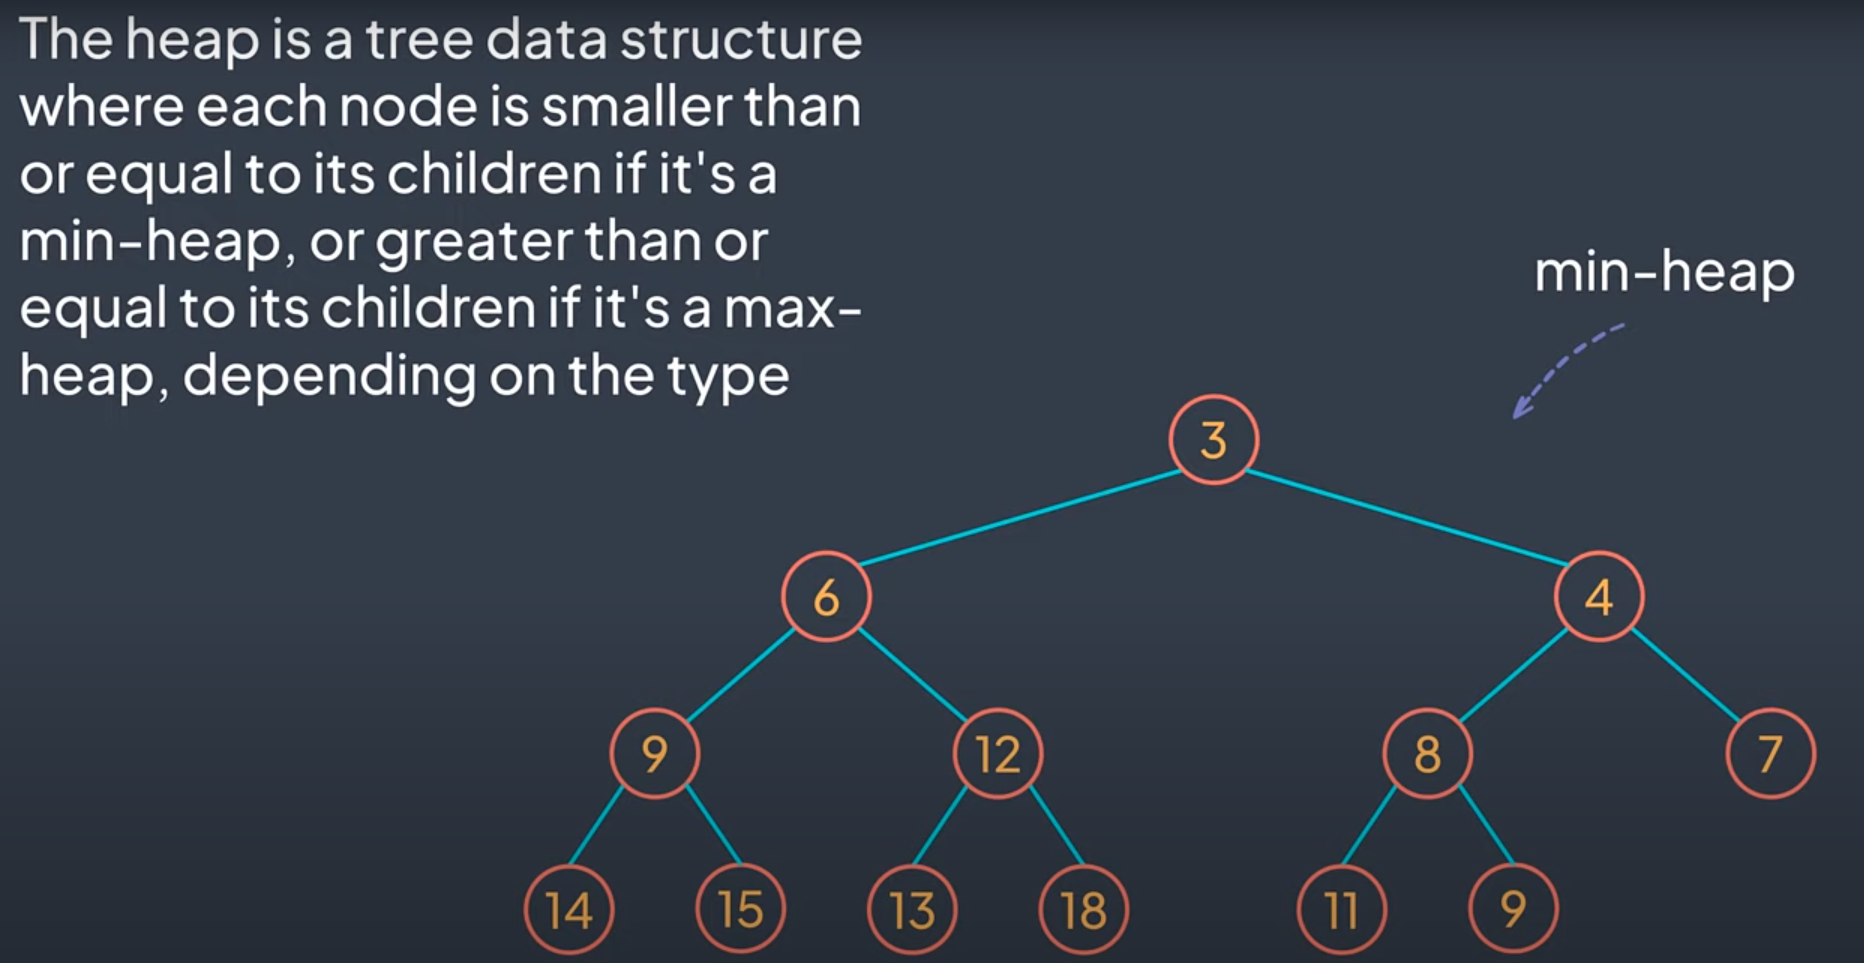 The heap is a tree data structure
where each node is smaller than
or equal to its children if it's a
min-heap, or greater than or
equal to its children if it's a max-
heap, depending on the type
min-heap
3
6 4
9 12 8 7
14 15 13 18 11 9